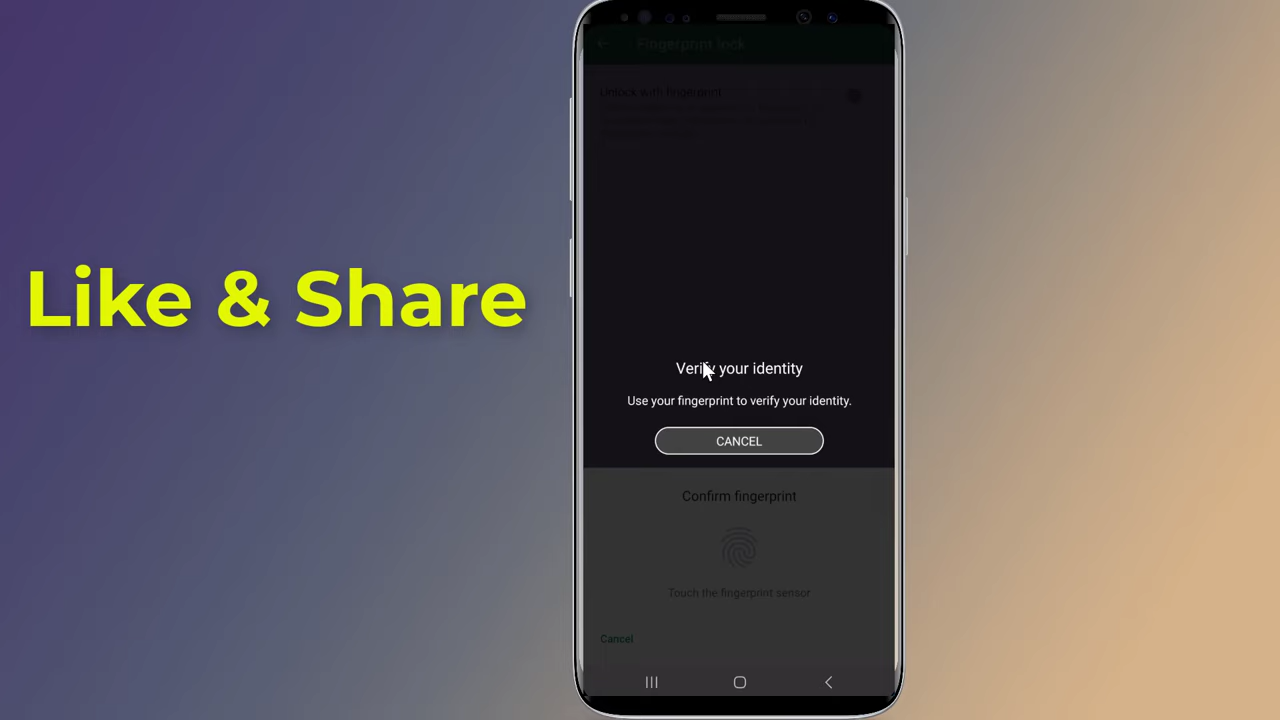 Like & Share
Fingerprint lock
Unlock with fingerprint
Verify your identity
Use your fingerprint to verify your identity.
CANCEL
Confirm fingerprint
Touch the fingerprint sensor
Cancel